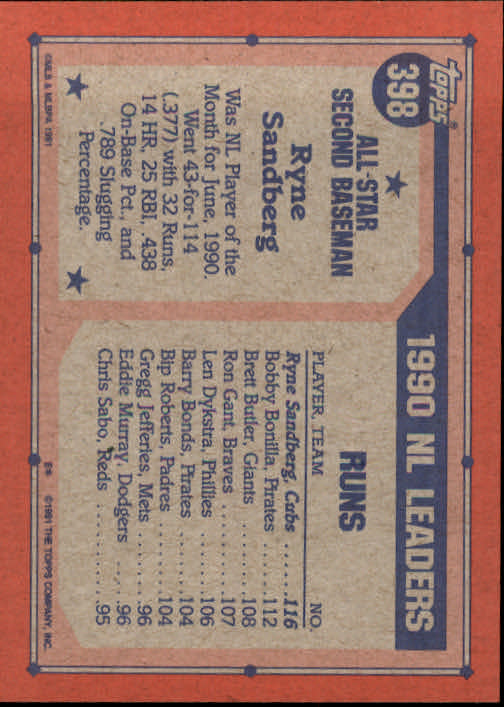 Topps®
398
ALL-STAR
SECOND BASEMAN
Ryne
Sandberg
Was NL Player of the
Month for June, 1990.
Went 43-for-114
(.377) with 32 Runs,
14 HR, 25 RBI, .438
On-Base Pct., and
.789 Slugging
Percentage.
©MLB & MLBPA 1991
1990 NL LEADERS
RUNS
PLAYER, TEAM NO.
Ryne Sandberg, Cubs ......116
Bobby Bonilla, Pirates ... 112
Brett Butler, Giants ....... 108
Ron Gant, Braves ........ 107
Len Dykstra, Phillies ..... 106
Barry Bonds, Pirates ..... 104
Bip Roberts, Padres ..... 104
Gregg Jefferies, Mets ..... 96
Eddie Murray, Dodgers .... 96
Chris Sabo, Reds .......... 95
©1991 THE TOPPS COMPANY, INC.